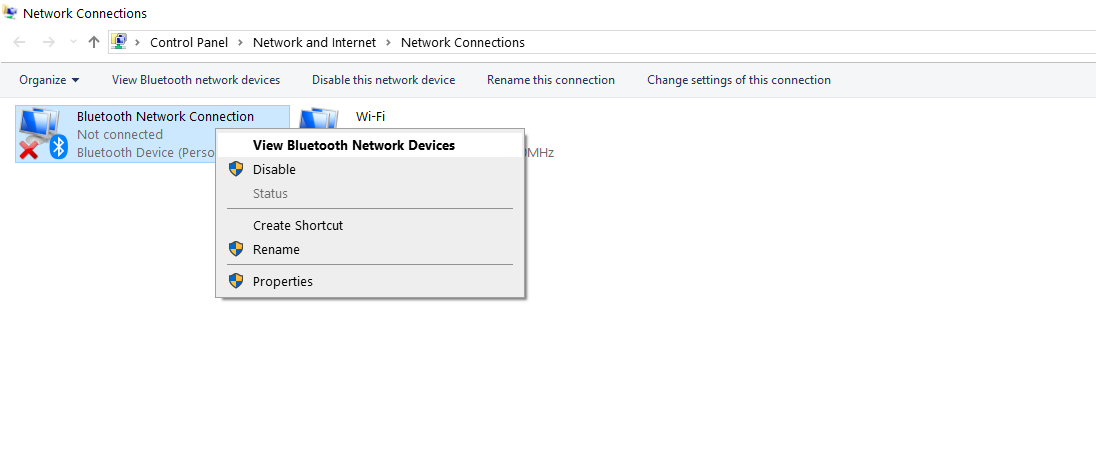 Network Connections
Control Panel > Network and Internet > Network Connections
Organize View Bluetooth network devices Disable this network device Rename this connection Change settings of this connection
Bluetooth Network Connection
Not connected
Bluetooth Device (Perso
Wi-Fi
MHz
View Bluetooth Network Devices
Disable
Status
Create Shortcut
Rename
Properties